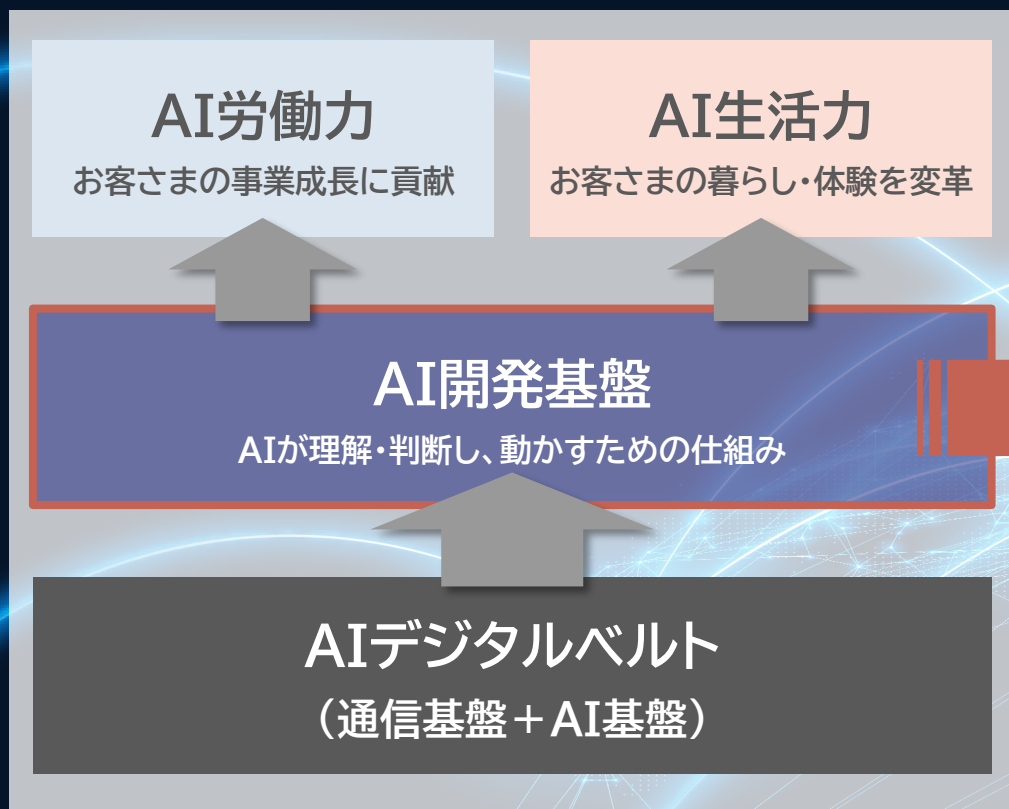 AI労働力
お客さまの事業成長に貢献
AI生活力
お客さまの暮らし・体験を変革
AI開発基盤
AIが理解・判断し、動かすための仕組み
AIデジタルベルト
（通信基盤＋AI基盤）